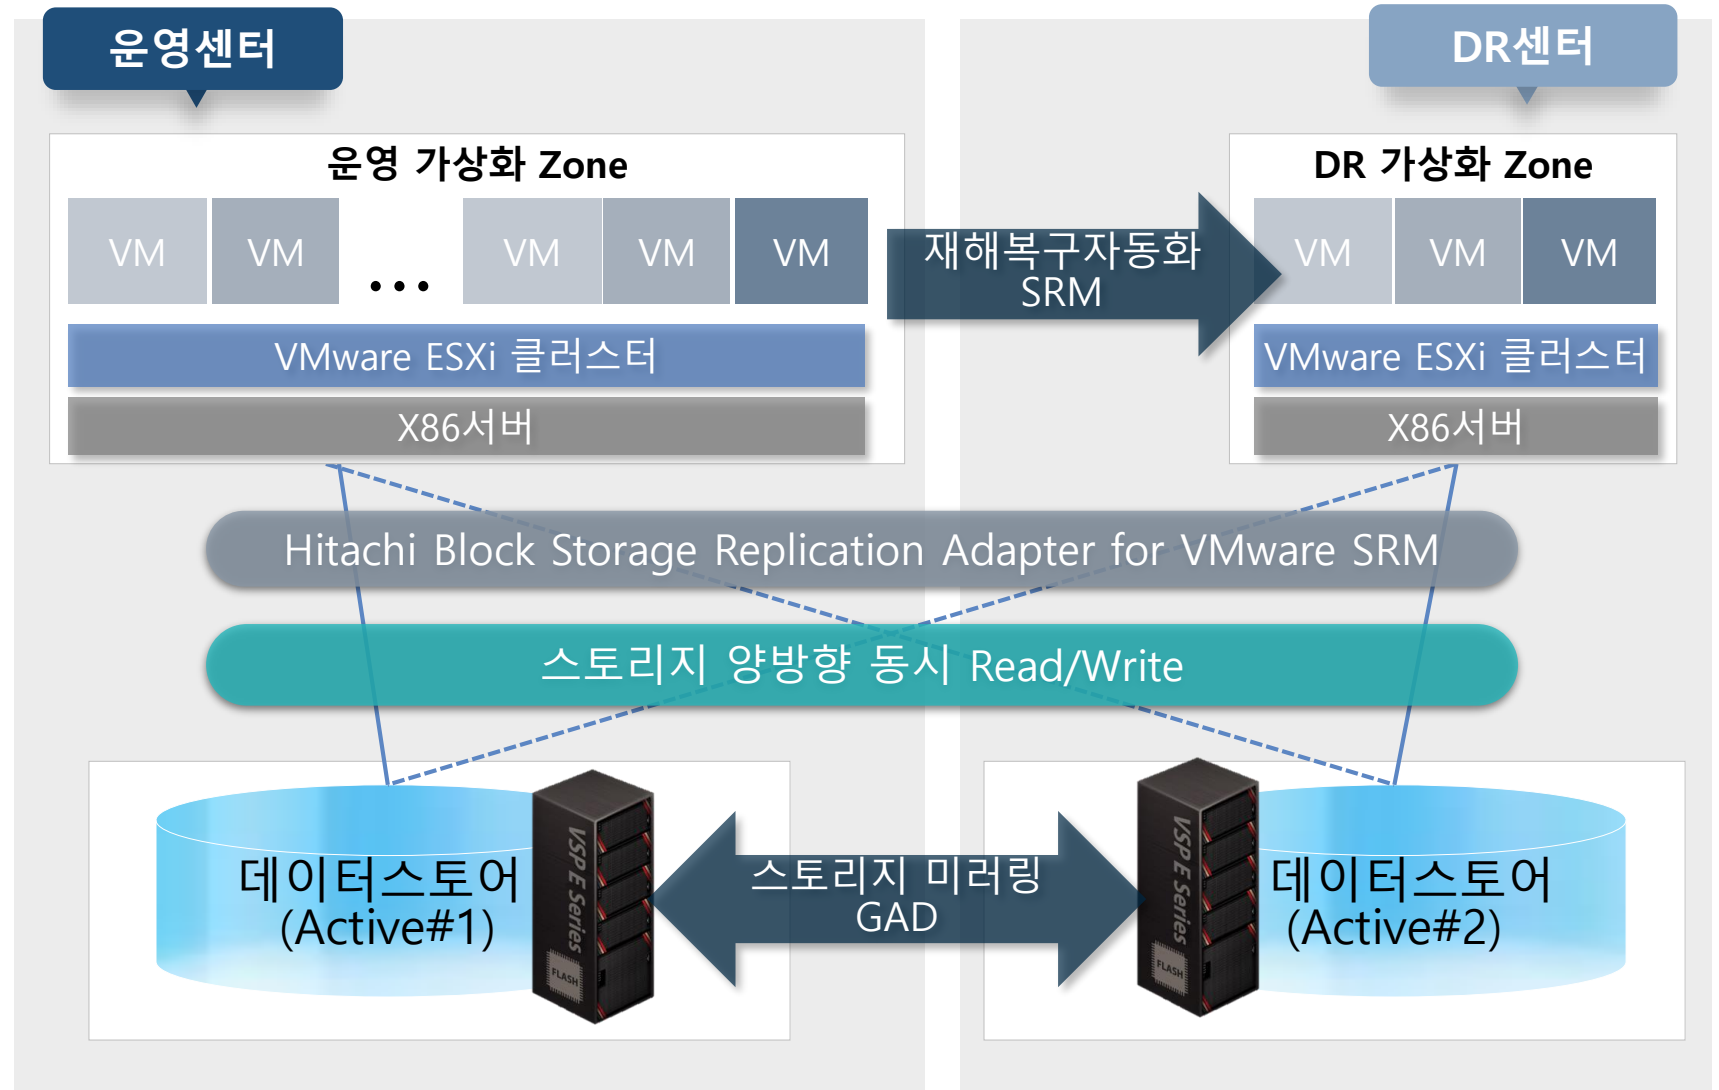 운영센터
DR센터
운영 가상화 Zone
VM VM ... VM VM VM
VMware ESXi 클러스터
X86서버
재해복구자동화
SRM
DR 가상화 Zone
VM VM VM
VMware ESXi 클러스터
X86서버
Hitachi Block Storage Replication Adapter for VMware SRM
스토리지 양방향 동시 Read/Write
데이터스토어
(Active#1)
VSP E Series
FLASH
스토리지 미러링
GAD
VSP E Series
FLASH
데이터스토어
(Active#2)